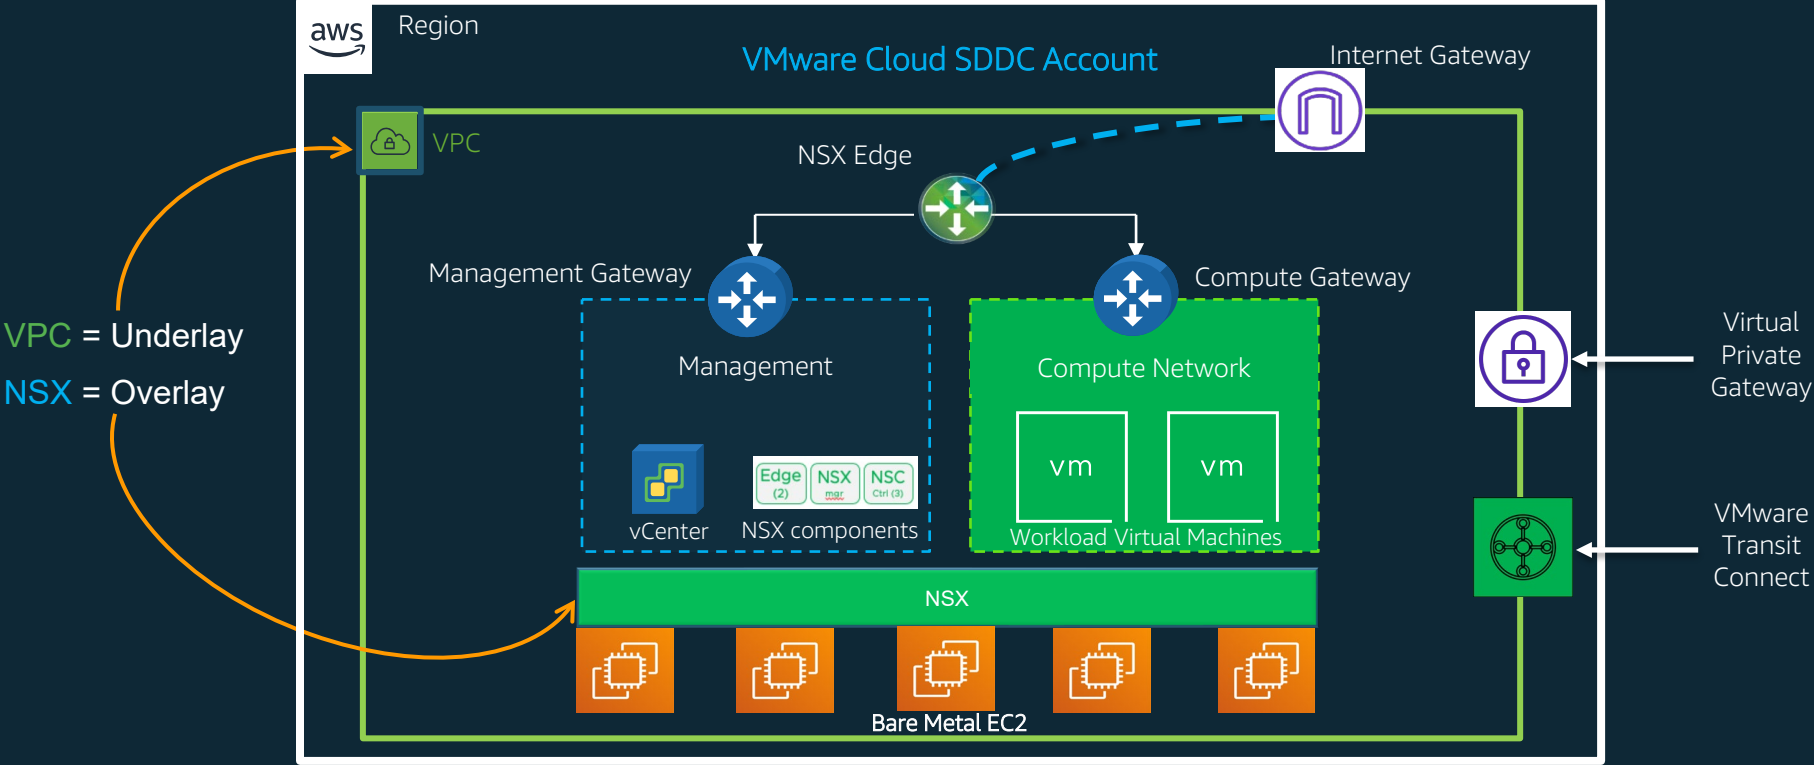 aws
Region
VMware Cloud SDDC Account
Internet Gateway
VPC
NSX Edge
Management Gateway
Compute Gateway
VPC = Underlay
NSX = Overlay
Management
Compute Network
Virtual
Private
Gateway
vm
vm
Edge
(2)
NSX
mgr
NSC
Ctrl (3)
vCenter
NSX components
Workload Virtual Machines
VMware
Transit
Connect
NSX
Bare Metal EC2